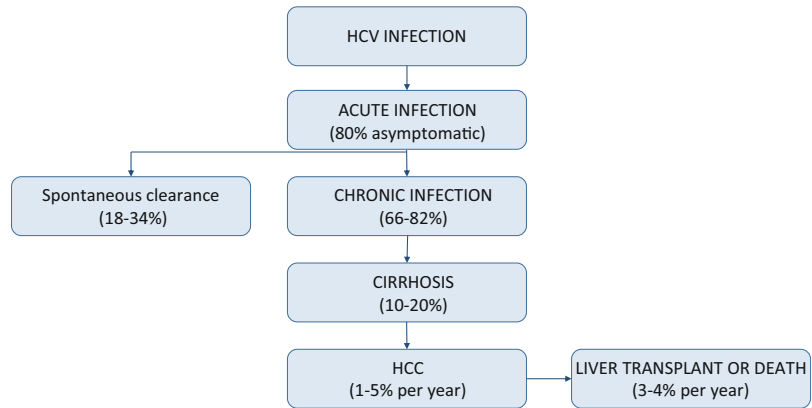 HCV INFECTION
ACUTE INFECTION
(80% asymptomatic)
Spontaneous clearance
(18-34%)
CHRONIC INFECTION
(66-82%)
CIRRHOSIS
(10-20%)
HCC
(1-5% per year)
LIVER TRANSPLANT OR DEATH
(3-4% per year)